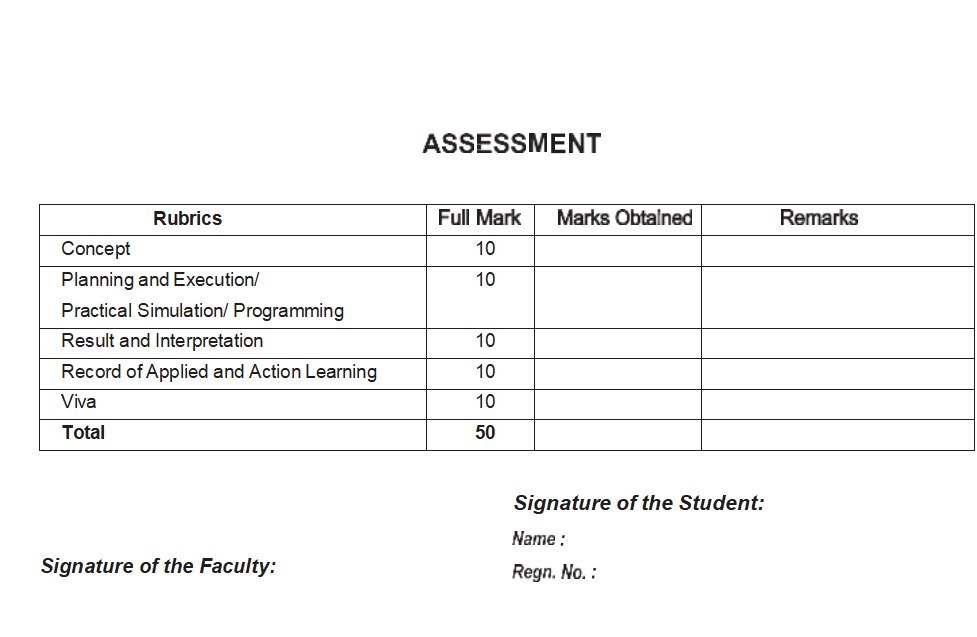 ASSESSMENT
Rubrics Full Mark Marks Obtained Remarks
Concept 10
Planning and Execution/ 10
Practical Simulation/ Programming
Result and Interpretation 10
Record of Applied and Action Learning 10
Viva 10
Total 50
Signature of the Student:
Name :
Signature of the Faculty:
Regn. No. :